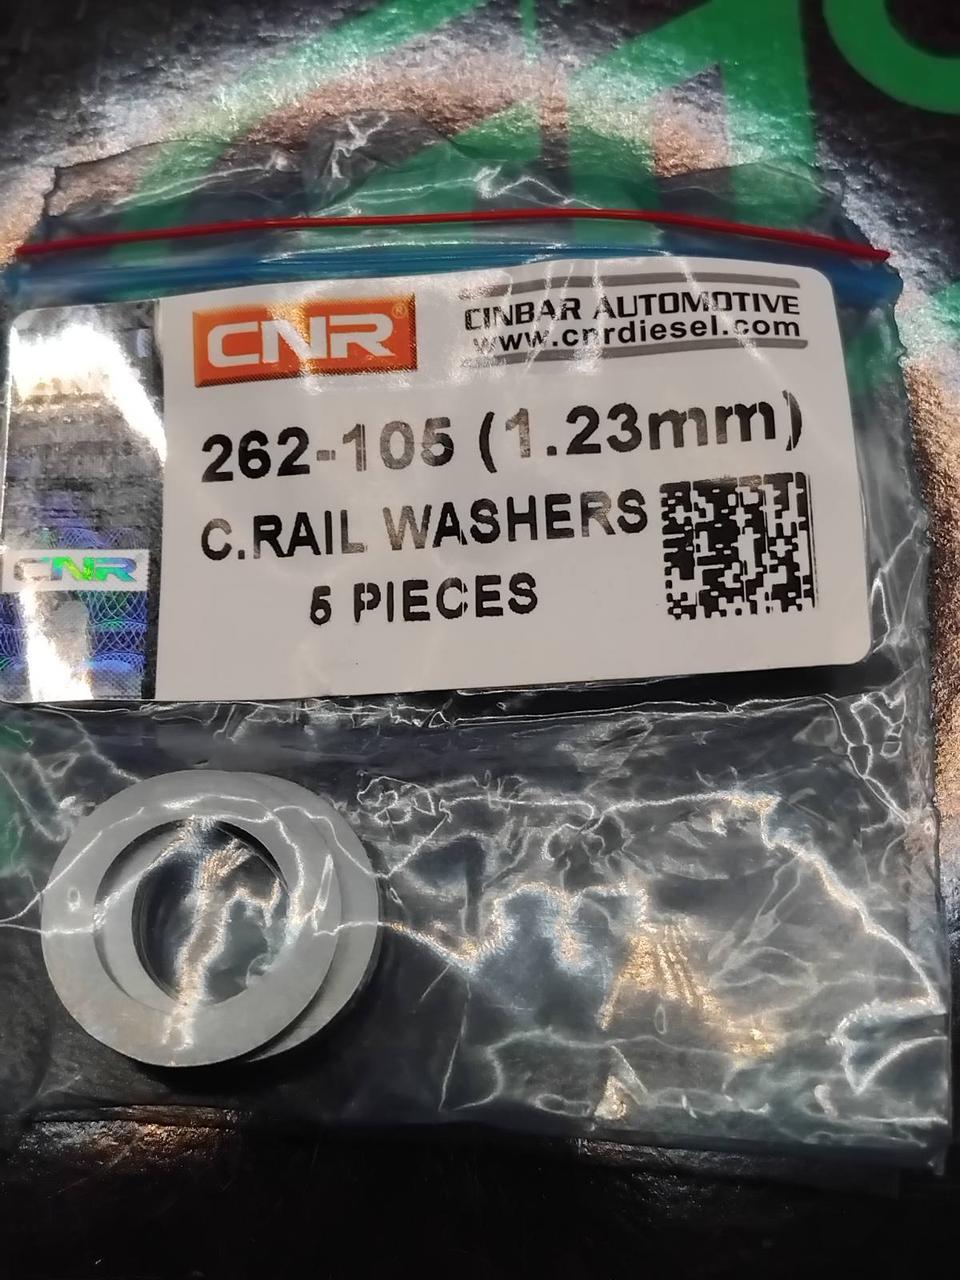 CNR®
CINBAR AUTOMOTIVE
www.cnrdiesel.com
262-105 (1.23mm)
C.RAIL WASHERS
5 PIECES
CNR